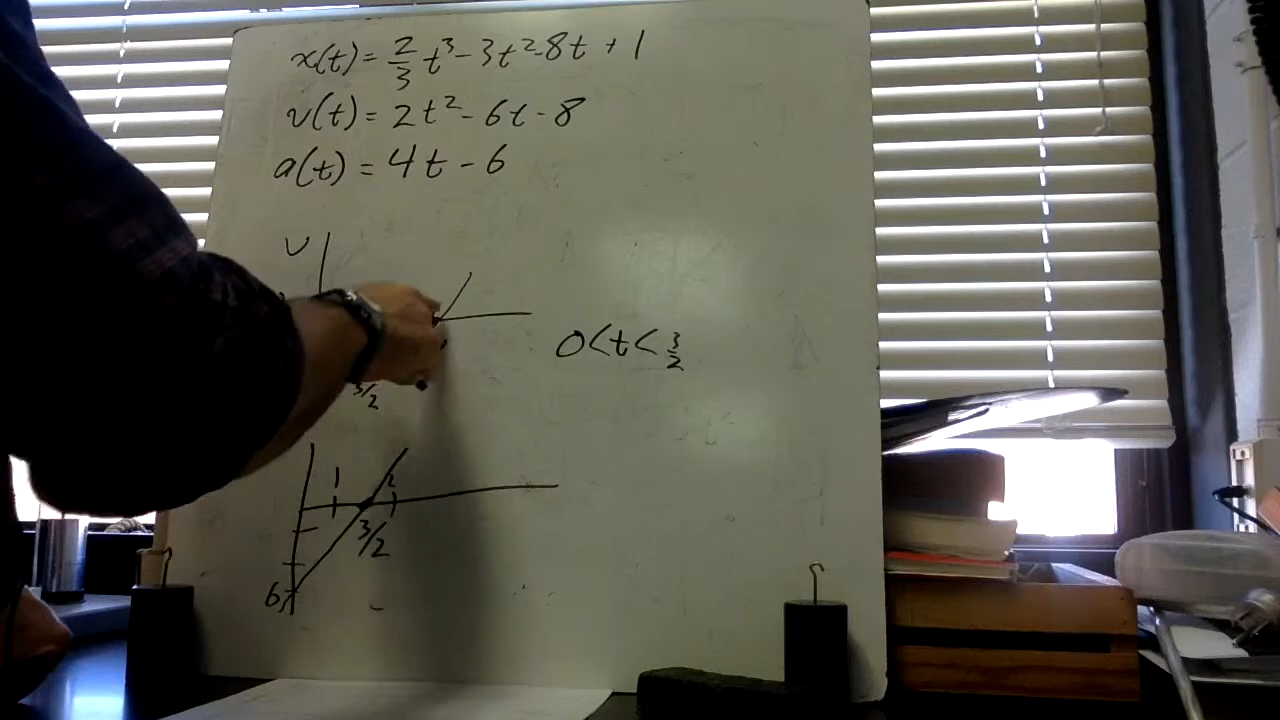 x(t) = 2/3 t³ - 3t² - 8t + 1
v(t) = 2t² - 6t - 8
a(t) = 4t - 6
v
0 < t < 3/2
3/2
1 2
3/2
6